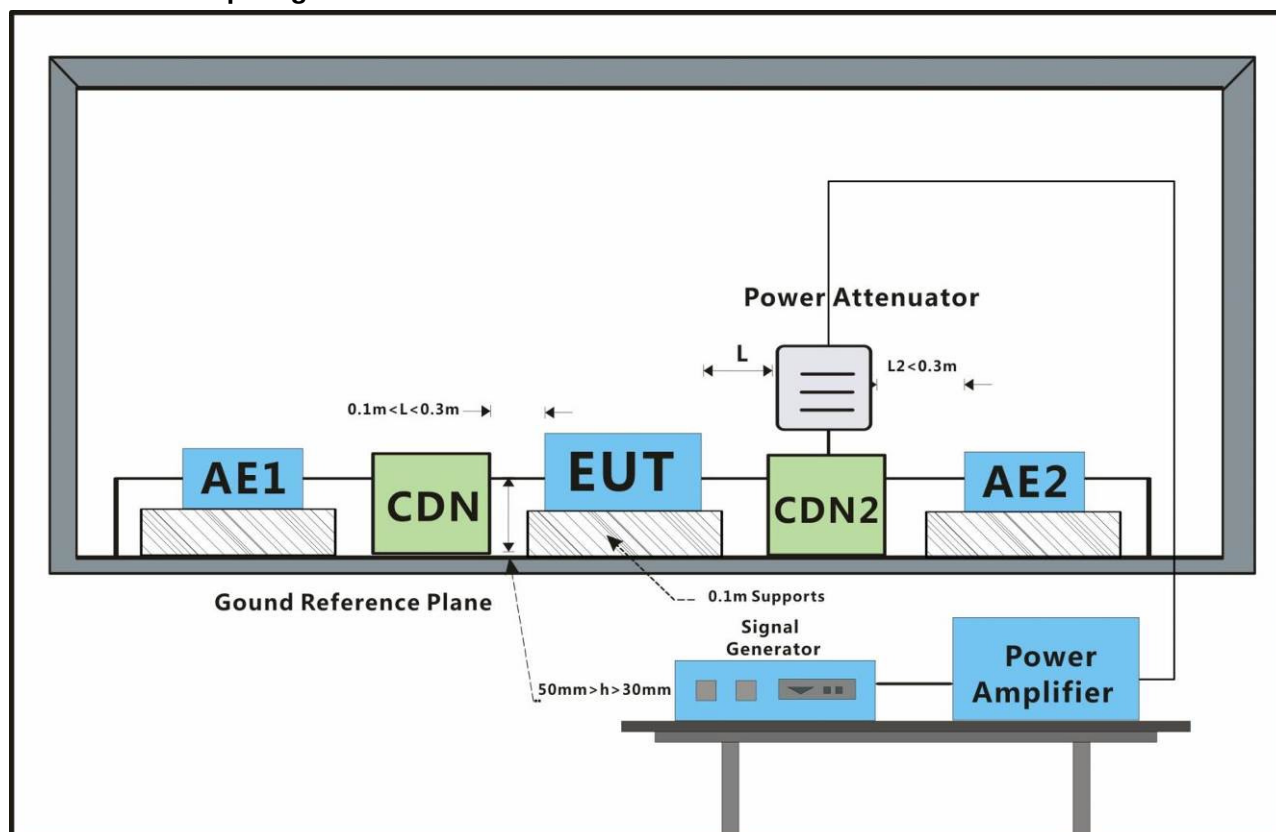 Power Attenuator
L
L2<0.3m
0.1m<L<0.3m
AE1
CDN
EUT
CDN2
AE2
Gound Reference Plane
0.1m Supports
Signal
Generator
Power
Amplifier
50mm>h>30mm